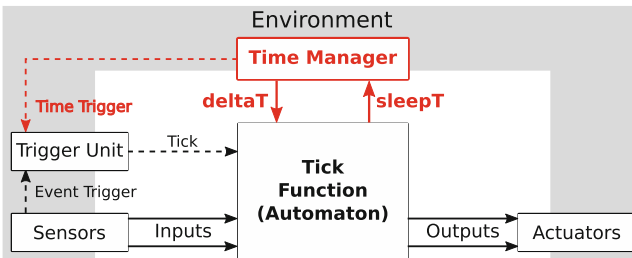 Environment
Time Manager
Time Trigger
deltaT
sleepT
Trigger Unit
Tick
Tick
Function
(Automaton)
Event Trigger
Sensors
Inputs
Outputs
Actuators